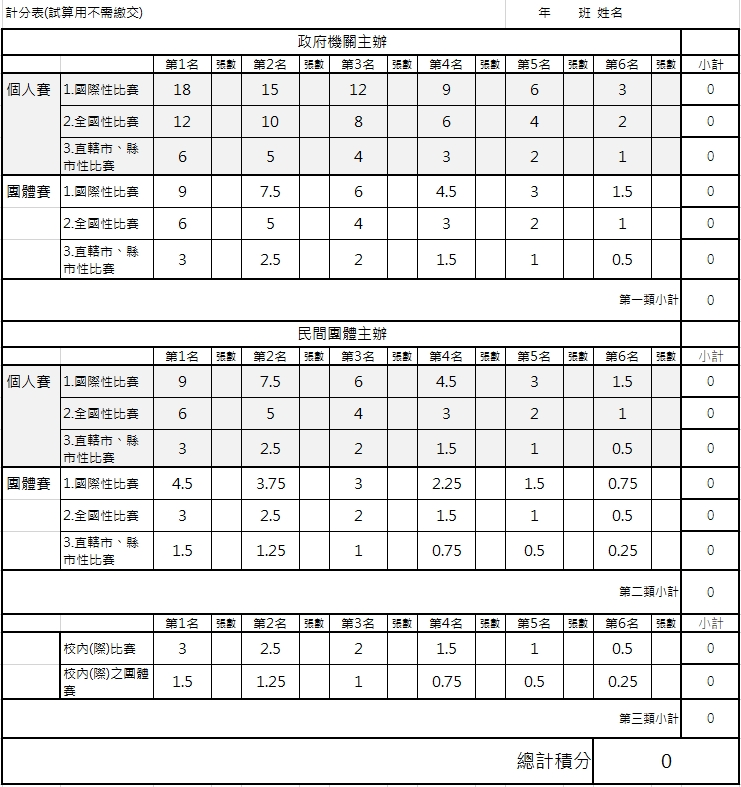 計分表(試算用不需繳交) 年 班 姓名
政府機關主辦
第1名 張數 第2名 張數 第3名 張數 第4名 張數 第5名 張數 第6名 張數 小計
個人賽 1.國際性比賽 18 15 12 9 6 3 0
2.全國性比賽 12 10 8 6 4 2 0
3.直轄市、縣
市性比賽 6 5 4 3 2 1 0
團體賽 1.國際性比賽 9 7.5 6 4.5 3 1.5 0
2.全國性比賽 6 5 4 3 2 1 0
3.直轄市、縣
市性比賽 3 2.5 2 1.5 1 0.5 0
第一類小計 0
民間團體主辦
第1名 張數 第2名 張數 第3名 張數 第4名 張數 第5名 張數 第6名 張數 小計
個人賽 1.國際性比賽 9 7.5 6 4.5 3 1.5 0
2.全國性比賽 6 5 4 3 2 1 0
3.直轄市、縣
市性比賽 3 2.5 2 1.5 1 0.5 0
團體賽 1.國際性比賽 4.5 3.75 3 2.25 1.5 0.75 0
2.全國性比賽 3 2.5 2 1.5 1 0.5 0
3.直轄市、縣
市性比賽 1.5 1.25 1 0.75 0.5 0.25 0
第二類小計 0
第1名 張數 第2名 張數 第3名 張數 第4名 張數 第5名 張數 第6名 張數 小計
校內(際)比賽 3 2.5 2 1.5 1 0.5 0
校內(際)之團體
賽 1.5 1.25 1 0.75 0.5 0.25 0
第三類小計 0
總計積分 0